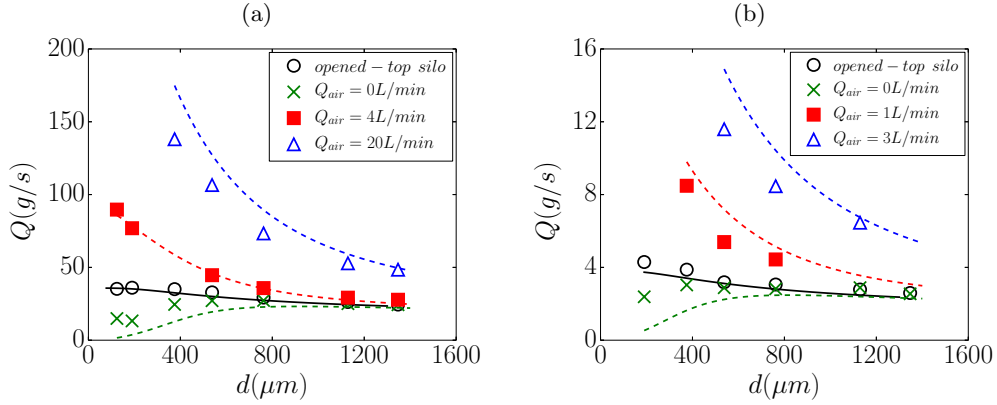 (a)
200
150
100
50
0
Q(g/s)
0 400 800 1200 1600
d(μm)
opened − top silo
Q_air = 0L/min
Q_air = 4L/min
Q_air = 20L/min
(b)
16
12
8
4
0
Q(g/s)
0 400 800 1200 1600
d(μm)
opened − top silo
Q_air = 0L/min
Q_air = 1L/min
Q_air = 3L/min